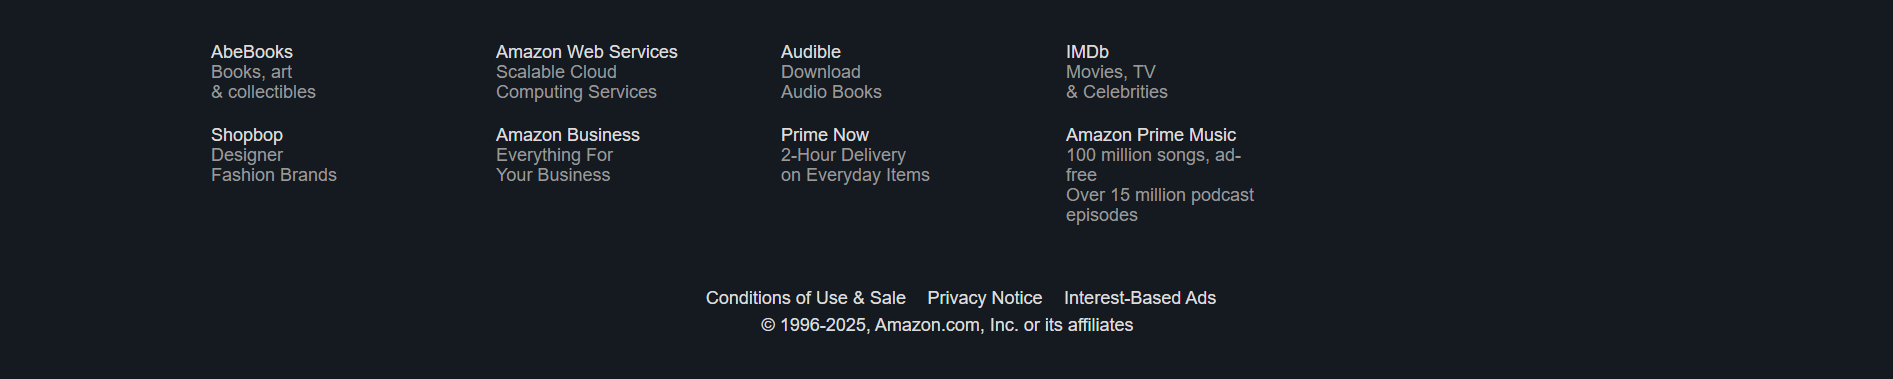 AbeBooks
Books, art
& collectibles
Amazon Web Services
Scalable Cloud
Computing Services
Audible
Download
Audio Books
IMDb
Movies, TV
& Celebrities
Shopbop
Designer
Fashion Brands
Amazon Business
Everything For
Your Business
Prime Now
2-Hour Delivery
on Everyday Items
Amazon Prime Music
100 million songs, ad-
free
Over 15 million podcast
episodes
Conditions of Use & Sale Privacy Notice Interest-Based Ads
© 1996-2025, Amazon.com, Inc. or its affiliates